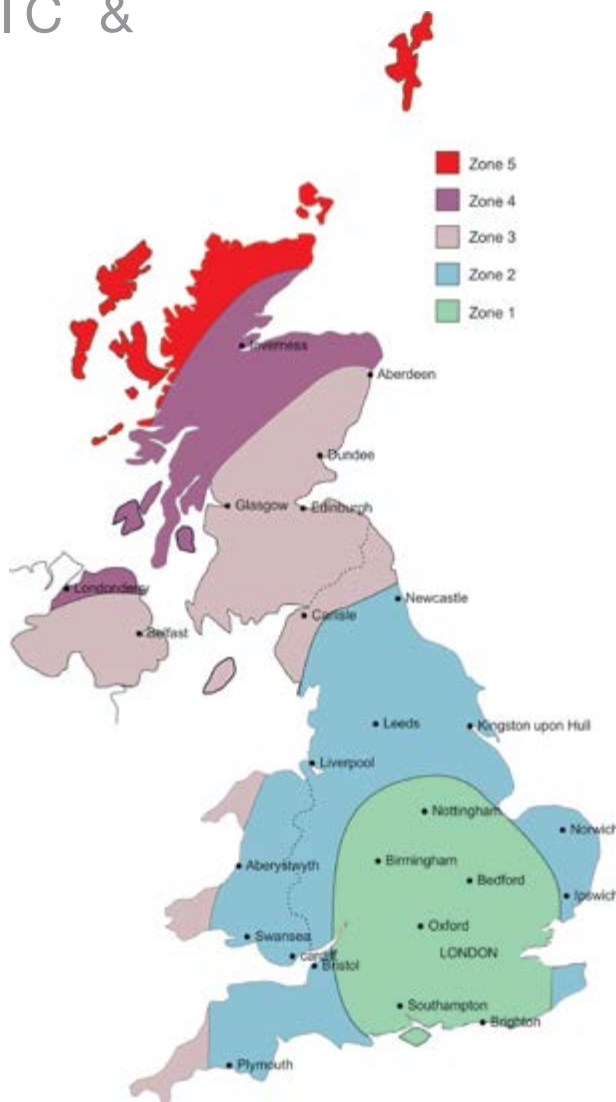 IC &
Zone 5
Zone 4
Zone 3
Zone 2
Zone 1
Inverness
Aberdeen
Dundee
Glasgow
Edinburgh
Londonderry
Newcastle
Carlisle
Belfast
Leeds
Kingston upon Hull
Liverpool
Nottingham
Norwich
Birmingham
Aberystwyth
Bedford
Ipswich
Oxford
Swansea
LONDON
cardiff
Bristol
Southampton
Brighton
Plymouth